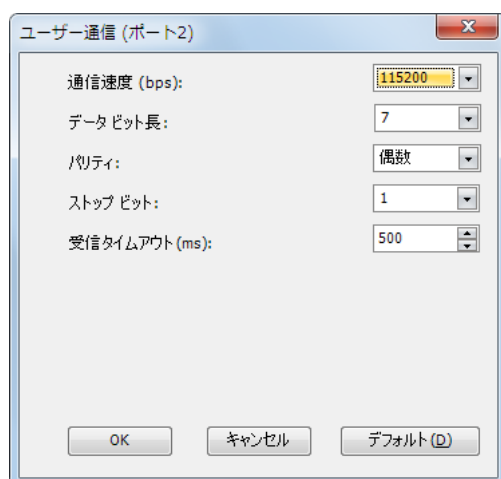 ユーザー通信 (ポート2)
通信速度 (bps): 115200
データ ビット長: 7
パリティ: 偶数
ストップ ビット: 1
受信タイムアウト(ms): 500
OK キャンセル デフォルト(D)